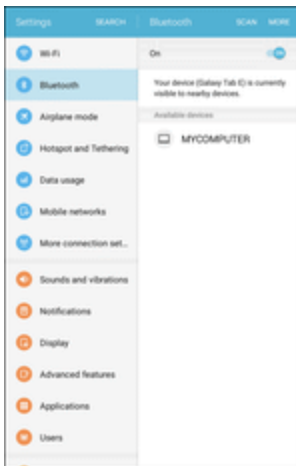 Settings SEARCH
Wi-Fi
Bluetooth
Airplane mode
Hotspot and Tethering
Data usage
Mobile networks
More connection set...
Sounds and vibrations
Notifications
Display
Advanced features
Applications
Users
Bluetooth SCAN MORE
On
Your device (Galaxy Tab E) is currently
visible to nearby devices.
Available devices
MYCOMPUTER